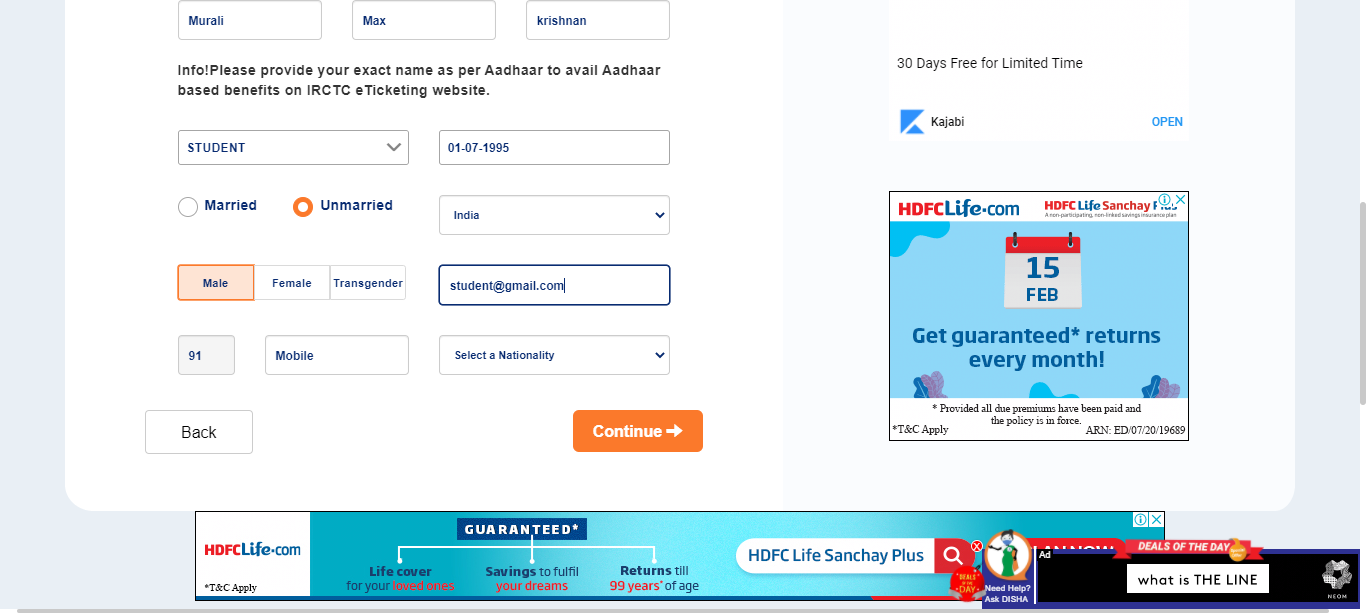 Murali Max krishnan
Info!Please provide your exact name as per Aadhaar to avail Aadhaar
based benefits on IRCTC eTicketing website.
STUDENT 01-07-1995
Married Unmarried India
Male Female Transgender student@gmail.com
91 Mobile Select a Nationality
Back Continue
30 Days Free for Limited Time
Kajabi OPEN
HDFCLife.com HDFC Life Sanchay
A non-participating, non-linked savings insurance plan
15
FEB
Get guaranteed* returns
every month!
* Provided all due premiums have been paid and
the policy is in force.
*T&C Apply ARN: ED/07/20/19689
GUARANTEED*
HDFCLife.com
Life cover Savings to fulfil Returns till
for your loved ones your dreams 99 years* of age
*T&C Apply
HDFC Life Sanchay Plus
DEALS OF THE DAY
DEALS OF THE DAY
Need Help?
Ask DISHA
Ad
what is THE LINE
NEOM